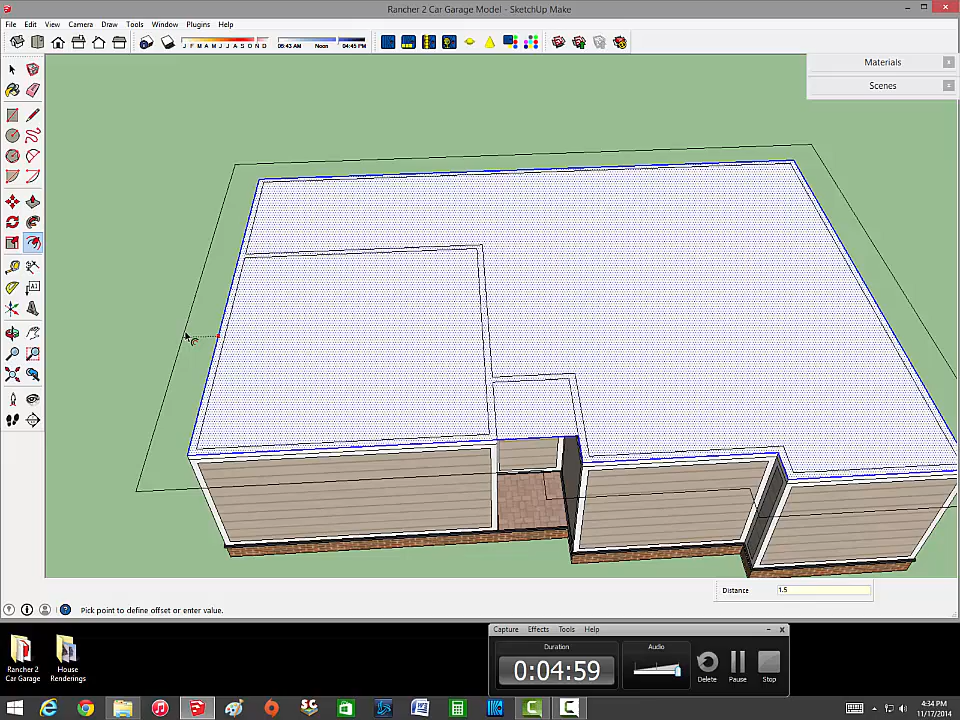 Rancher 2 Car Garage Model - SketchUp Make
File Edit View Camera Draw Tools Window Plugins Help
J F M A M J J A S O N D 05:43 AM Noon 04:45 PM
Materials
Scenes
A1
Distance 1.5
Pick point to define offset or enter value.
Capture Effects Tools Help
Duration
0:04:59
Audio
Delete Pause Stop
Rancher 2
Car Garage
House
Renderings
4:34 PM
11/17/2014